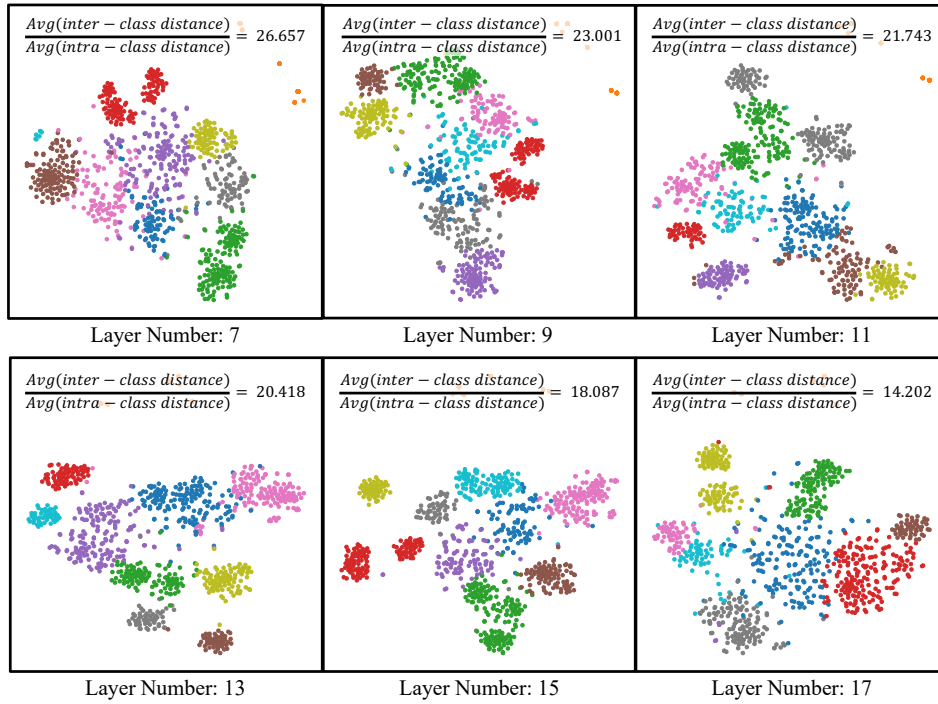 Avg(inter − class distance)
Avg(intra − class distance) = 26.657
Avg(inter − class distance)
Avg(intra − class distance) = 23.001
Avg(inter − class distance)
Avg(intra − class distance) = 21.743
Layer Number: 7
Layer Number: 9
Layer Number: 11
Avg(inter − class distance)
Avg(intra − class distance) = 20.418
Avg(inter − class distance)
Avg(intra − class distance) = 18.087
Avg(inter − class distance)
Avg(intra − class distance) = 14.202
Layer Number: 13
Layer Number: 15
Layer Number: 17